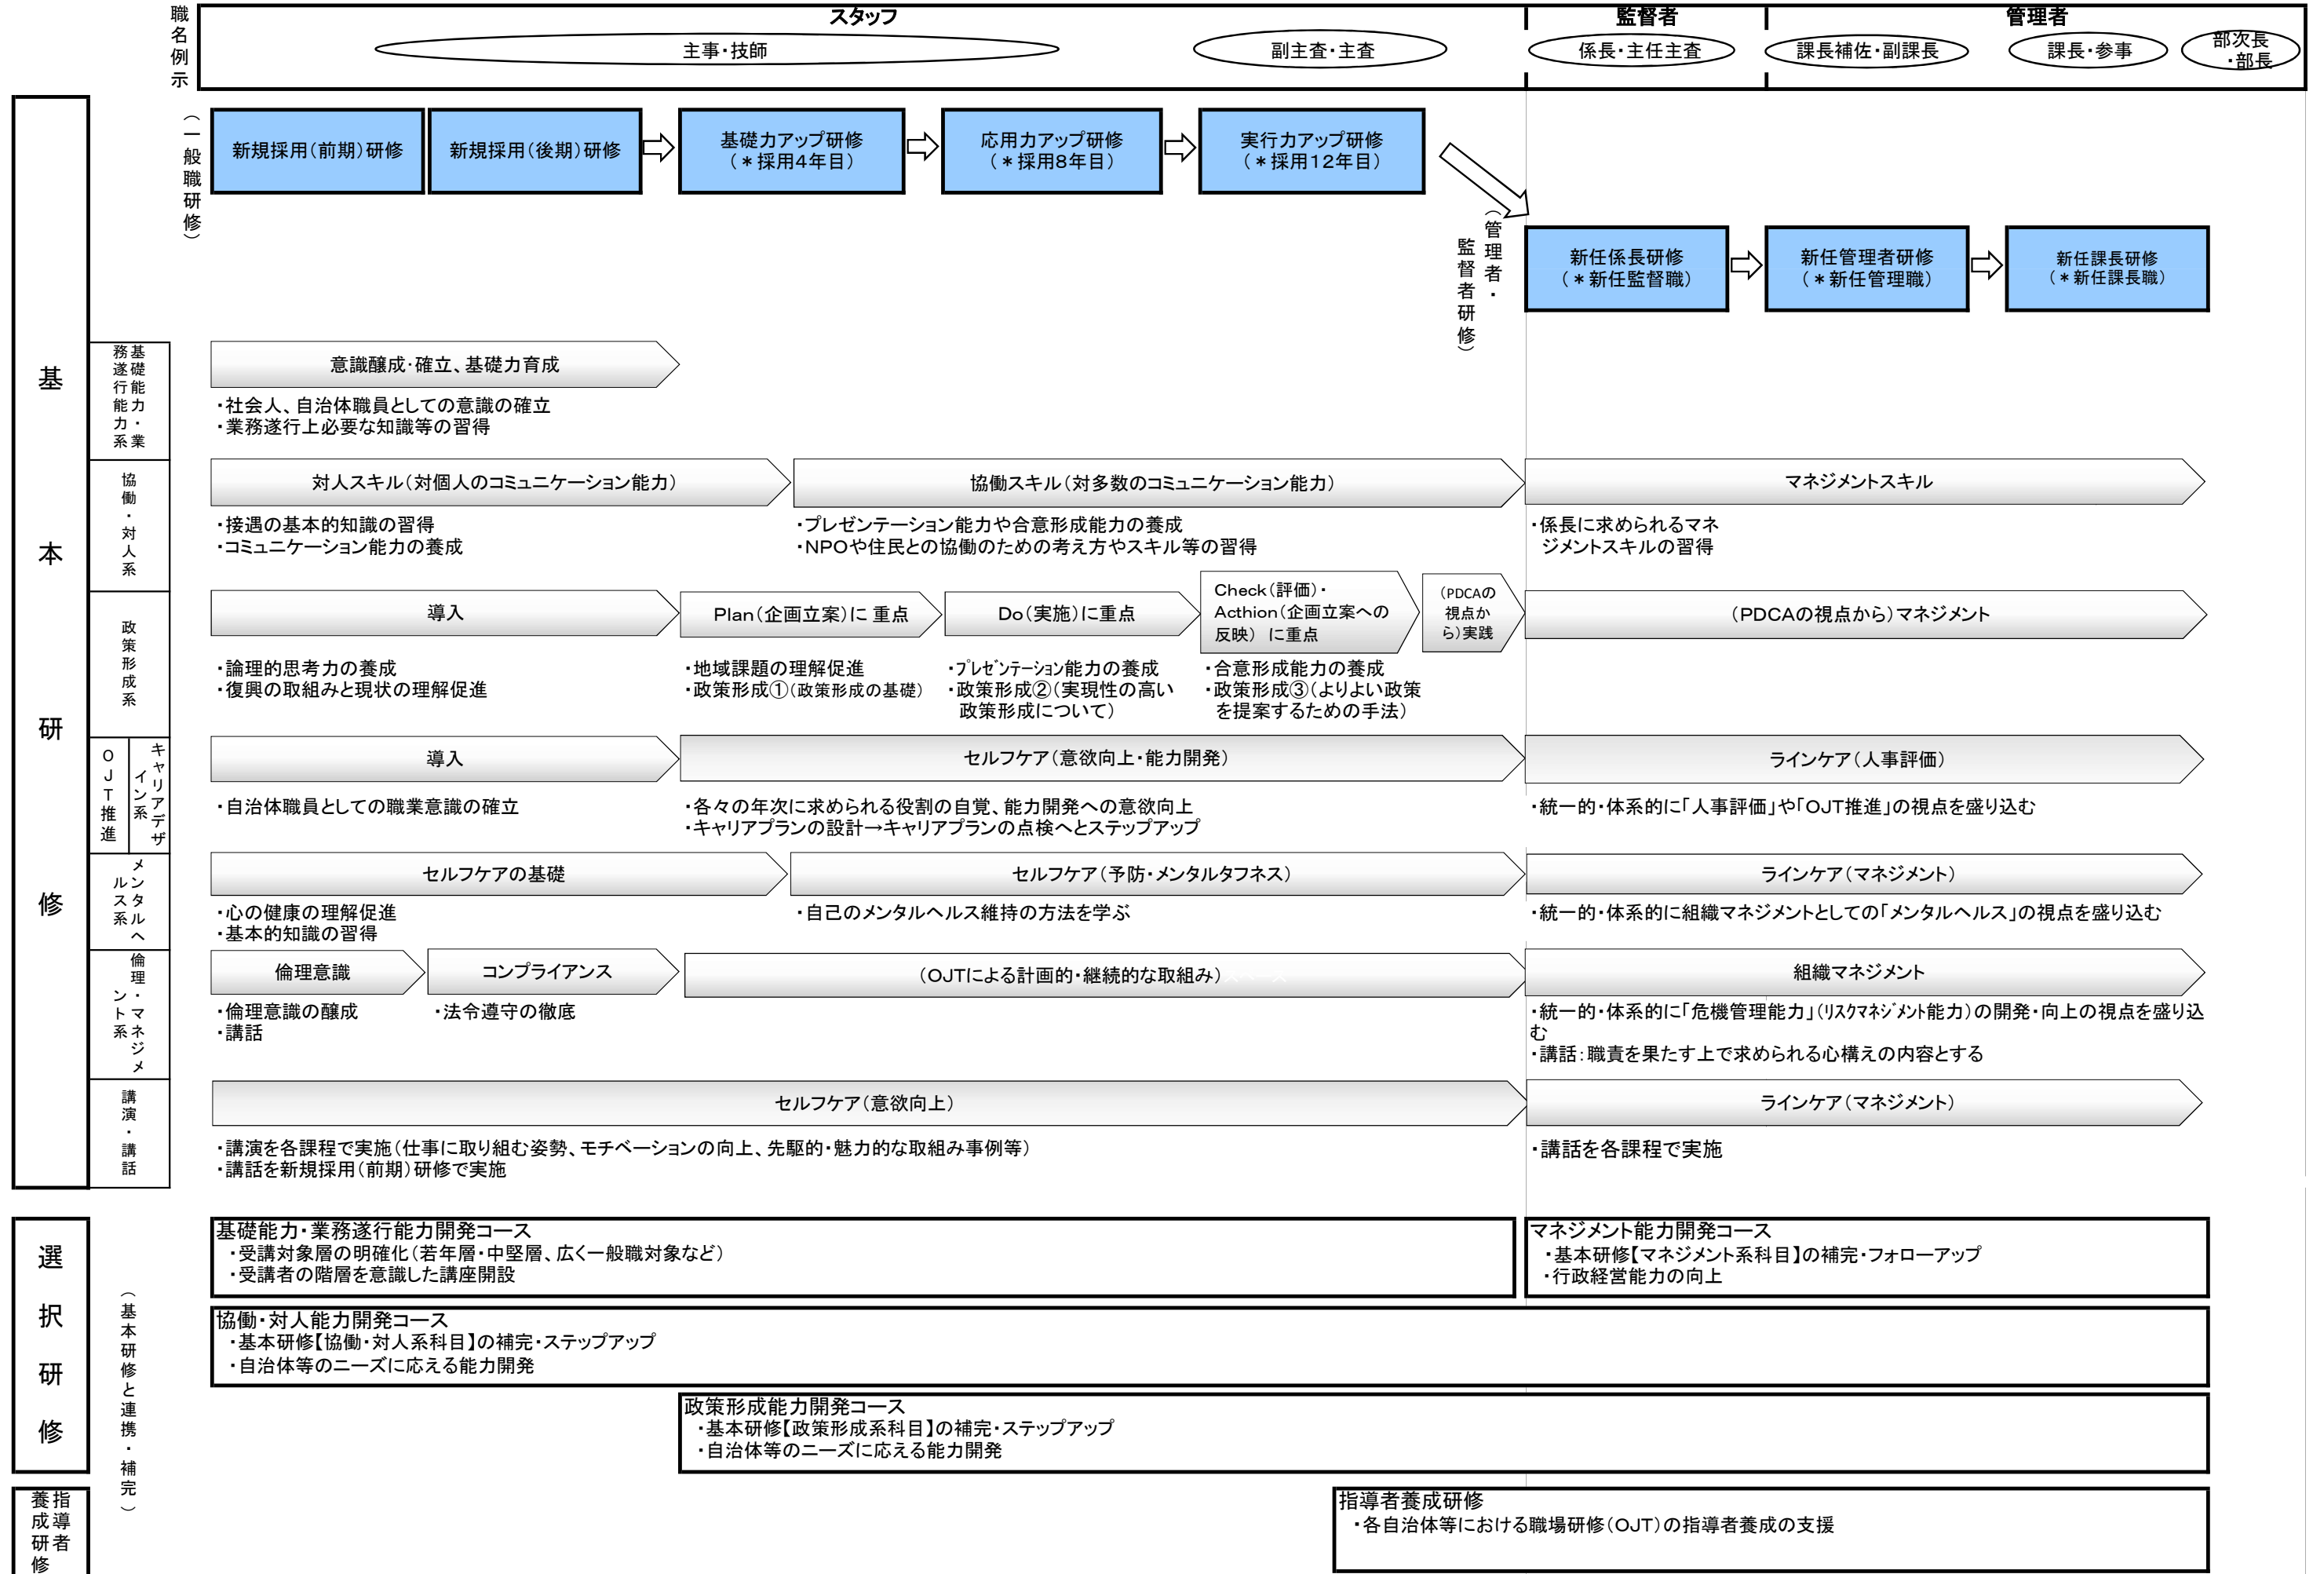 職名例示
スタッフ
監督者
管理者
主事・技師
副主査・主査
係長・主任主査
課長補佐・副課長
課長・参事
部次長
・部長
（一般職研修）
新規採用(前期)研修
新規採用(後期)研修
基礎力アップ研修
（＊採用４年目）
応用力アップ研修
（＊採用８年目）
実行力アップ研修
（＊採用１２年目）
（管理者・
監督者研修）
新任係長研修
（＊新任監督職）
新任管理者研修
（＊新任管理職）
新任課長研修
（＊新任課長職）
基本研修
基礎能力・業
務遂行能力系
意識醸成・確立、基礎力育成
・社会人、自治体職員としての意識の確立
・業務遂行上必要な知識等の習得
協働・対人系
対人スキル（対個人のコミュニケーション能力）
協働スキル（対多数のコミュニケーション能力）
マネジメントスキル
・接遇の基本的知識の習得
・コミュニケーション能力の養成
・プレゼンテーション能力や合意形成能力の養成
・NPOや住民との協働のための考え方やスキル等の習得
・係長に求められるマネ
ジメントスキルの習得
政策形成系
導入
Plan（企画立案）に 重点
Do（実施）に重点
Check（評価）・
Acthion（企画立案への
反映） に重点
（PDCAの
視点か
ら）実践
（PDCAの視点から）マネジメント
・論理的思考力の養成
・復興の取組みと現状の理解促進
・地域課題の理解促進
・政策形成①（政策形成の基礎）
・ﾌﾟﾚｾﾞﾝﾃｰｼｮﾝ能力の養成
・政策形成②（実現性の高い
政策形成について）
・合意形成能力の養成
・政策形成③（よりよい政策
を提案するための手法）
キャリアデザ
イン系
OJT推進
導入
セルフケア（意欲向上・能力開発）
ラインケア（人事評価）
・自治体職員としての職業意識の確立
・各々の年次に求められる役割の自覚、能力開発への意欲向上
・キャリアプランの設計→キャリアプランの点検へとステップアップ
・統一的・体系的に「人事評価」や「OJT推進」の視点を盛り込む
メンタルヘ
ルス系
セルフケアの基礎
セルフケア（予防・メンタルタフネス）
ラインケア（マネジメント）
・心の健康の理解促進
・基本的知識の習得
・自己のメンタルヘルス維持の方法を学ぶ
・統一的・体系的に組織マネジメントとしての「メンタルヘルス」の視点を盛り込む
倫理・マネジメ
ント系
倫理意識
コンプライアンス
（OJTによる計画的・継続的な取組み）
組織マネジメント
・倫理意識の醸成
・講話
・法令遵守の徹底
・統一的・体系的に「危機管理能力」（ﾘｽｸﾏﾈｼﾞﾒﾝﾄ能力）の開発・向上の視点を盛り込
む
・講話：職責を果たす上で求められる心構えの内容とする
講演・講話
セルフケア（意欲向上）
ラインケア（マネジメント）
・講演を各課程で実施（仕事に取り組む姿勢、モチベーションの向上、先駆的・魅力的な取組み事例等）
・講話を新規採用（前期）研修で実施
・講話を各課程で実施
選択研修
（基本研修と連携・補完）
基礎能力・業務遂行能力開発コース
・受講対象層の明確化（若年層・中堅層、広く一般職対象など）
・受講者の階層を意識した講座開設
マネジメント能力開発コース
・基本研修【マネジメント系科目】の補完・フォローアップ
・行政経営能力の向上
協働・対人能力開発コース
・基本研修【協働・対人系科目】の補完・ステップアップ
・自治体等のニーズに応える能力開発
政策形成能力開発コース
・基本研修【政策形成系科目】の補完・ステップアップ
・自治体等のニーズに応える能力開発
指導者
養成研修
指導者養成研修
・各自治体等における職場研修（OJT）の指導者養成の支援